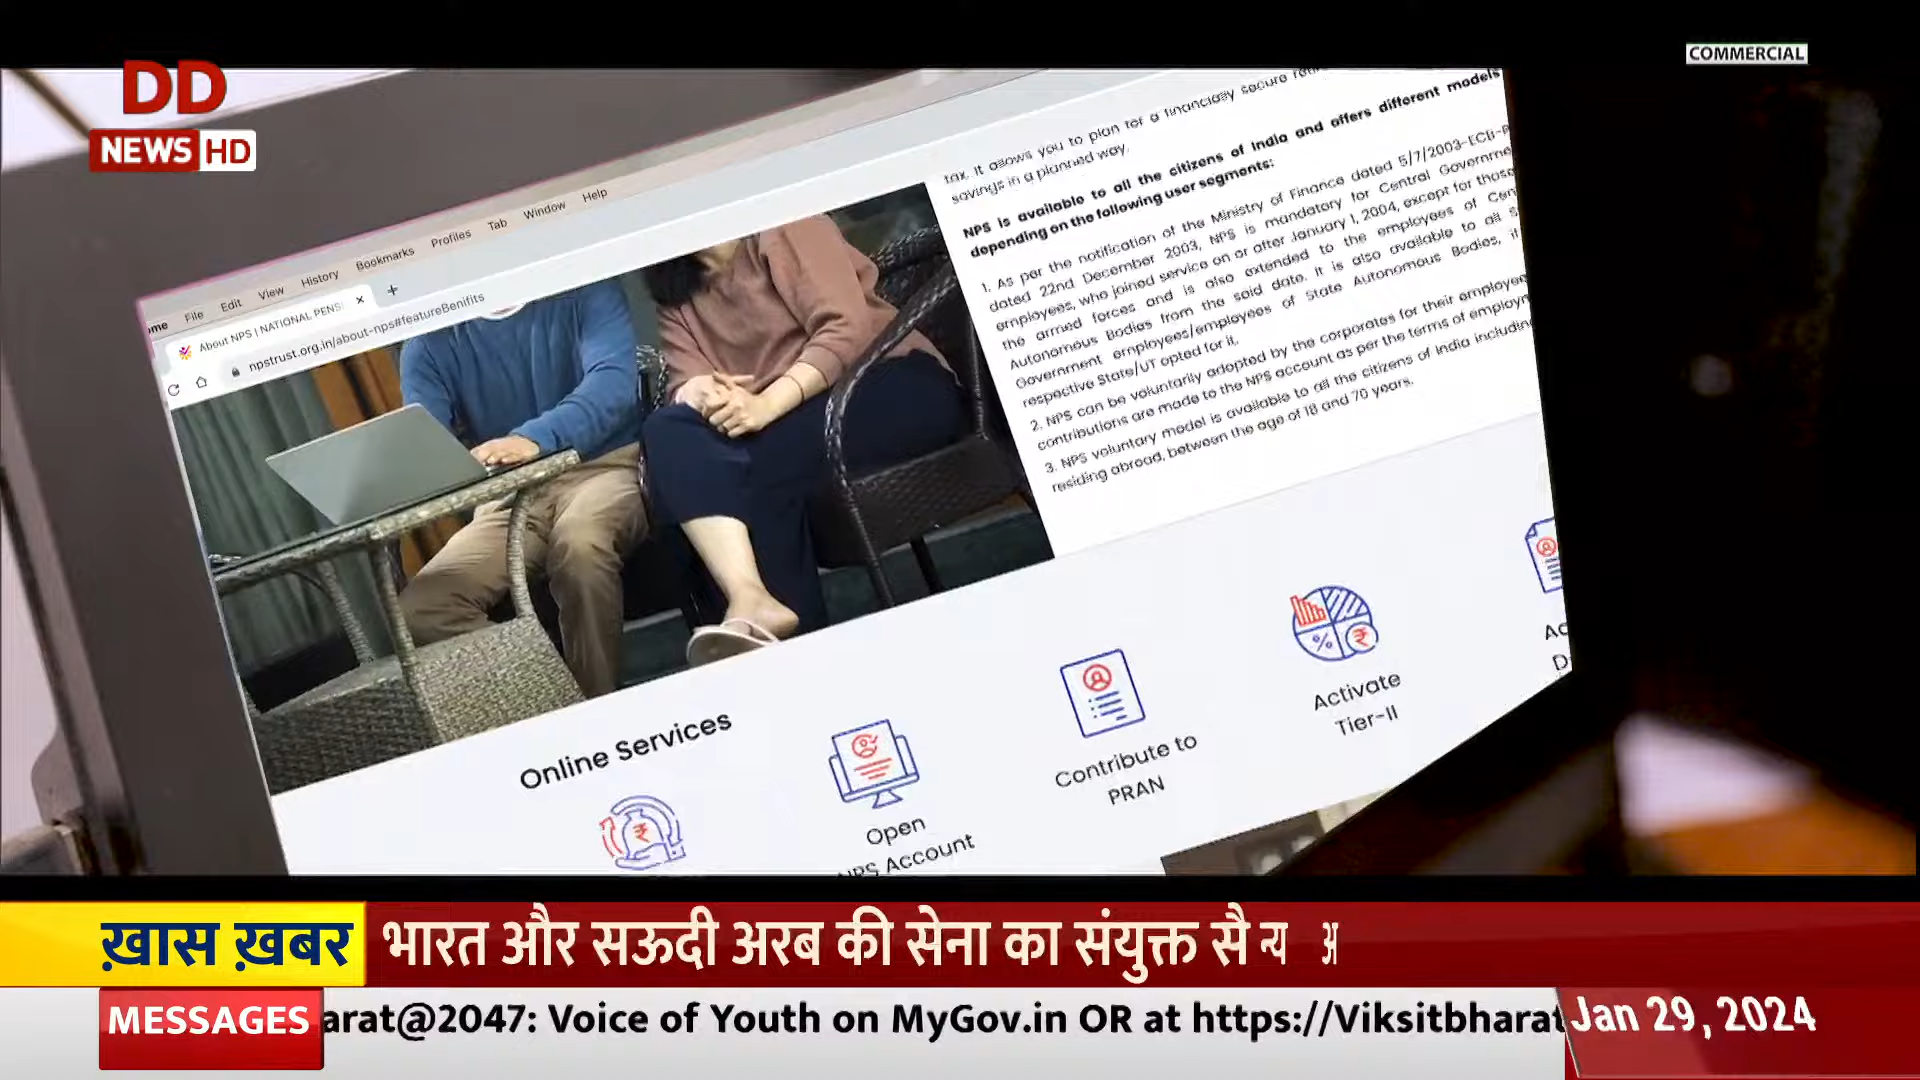 COMMERCIAL
DD
NEWS HD
File Edit View History Bookmarks Profiles Tab Window Help
About NPS | NATIONAL PENS
npstrust.org.in/about-nps#featureBenifits
tax. It allows you to plan for a financially secure
savings in a planned way.
NPS is available to all the citizens of India and offers different models
depending on the following user segments:
1. As per the notification of the Ministry of Finance dated 5/7/2003-ECB-P
dated 22nd December 2003, NPS is mandatory for Central Governme
employees, who joined service on or after January 1, 2004, except for those
the armed forces and is also extended to the employees of Cen
Autonomous Bodies from the said date. It is also available to all S
Government employees/employees of State Autonomous Bodies, if
respective State/UT opted for it.
2. NPS can be voluntarily adopted by the corporates for their employee
contributions are made to the NPS account as per the terms of employm
3. NPS voluntary model is available to all the citizens of India including
residing abroad, between the age of 18 and 70 years.
Online Services
Open
NPS Account
Contribute to
PRAN
Activate
Tier-II
ख़ास ख़बर भारत और सऊदी अरब की सेना का संयुक्त सैन्य अ
MESSAGES arat@2047: Voice of Youth on MyGov.in OR at https://Viksitbharat
Jan 29, 2024